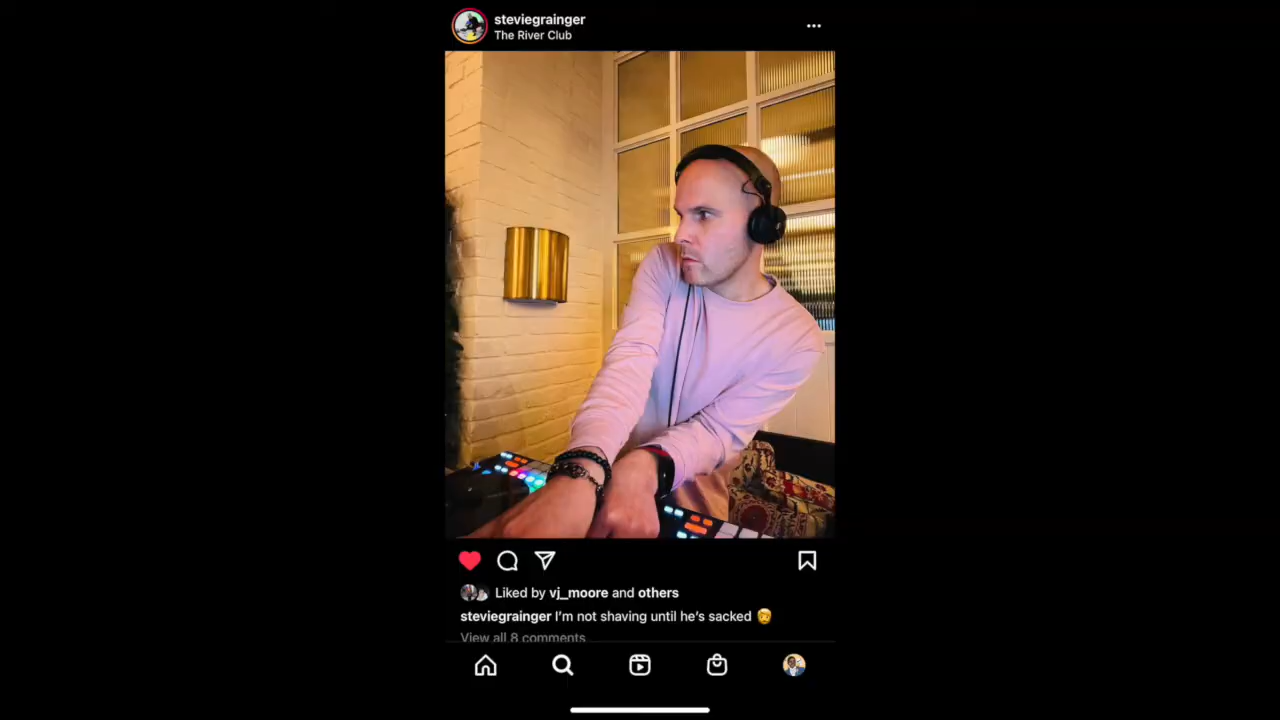 steviegrainger
The River Club
Liked by vj_moore and others
steviegrainger I'm not shaving until he's sacked
View all 8 comments